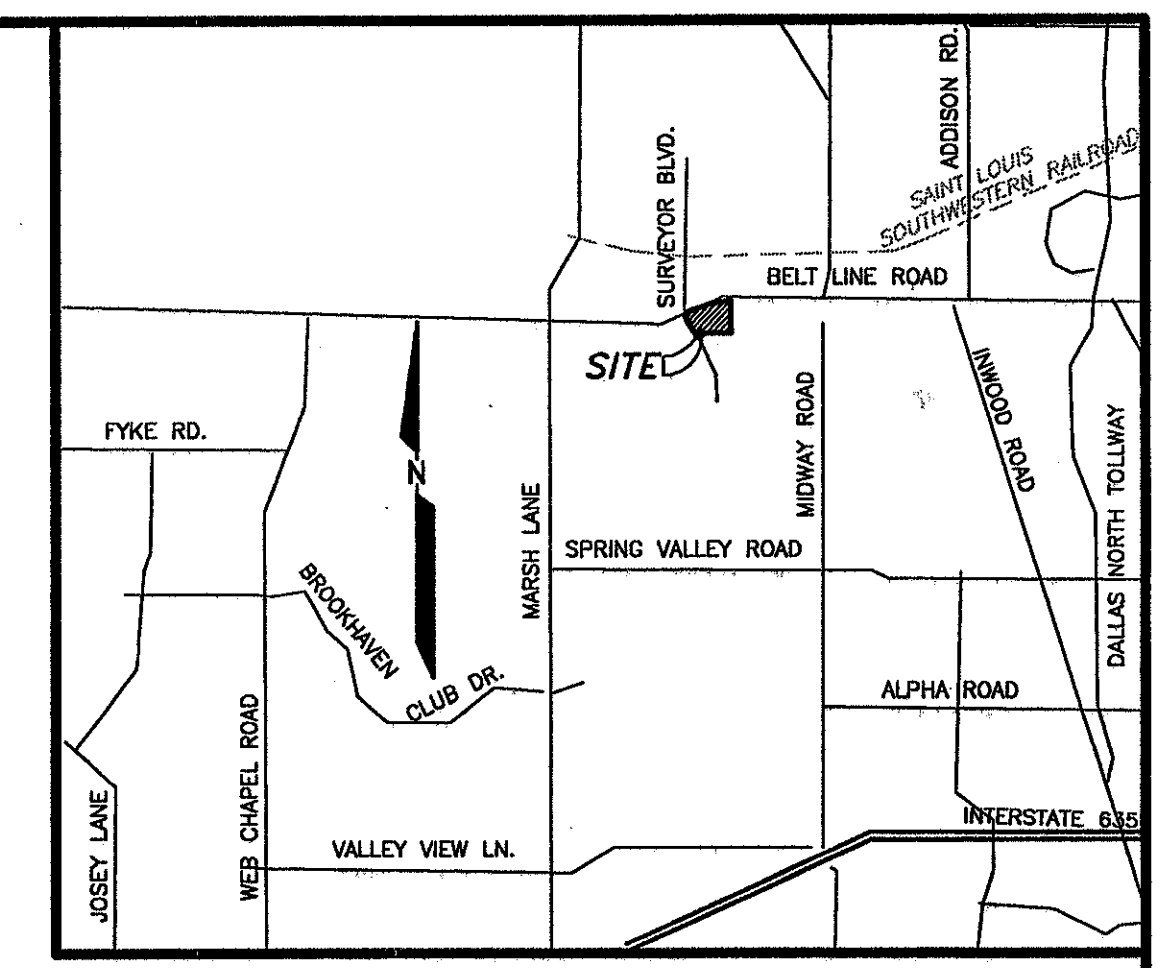 ADDISON RD.
SURVEYOR BLVD.
SAINT LOUIS
SOUTHWESTERN RAILROAD
BELT LINE ROAD
SITE
FYKE RD.
N
MIDWAY ROAD
INWOOD ROAD
DALLAS NORTH TOLLWAY
MARSH LANE
SPRING VALLEY ROAD
BROOKHAVEN
CLUB DR.
ALPHA ROAD
WEB CHAPEL ROAD
JOSEY LANE
VALLEY VIEW LN.
INTERSTATE 635